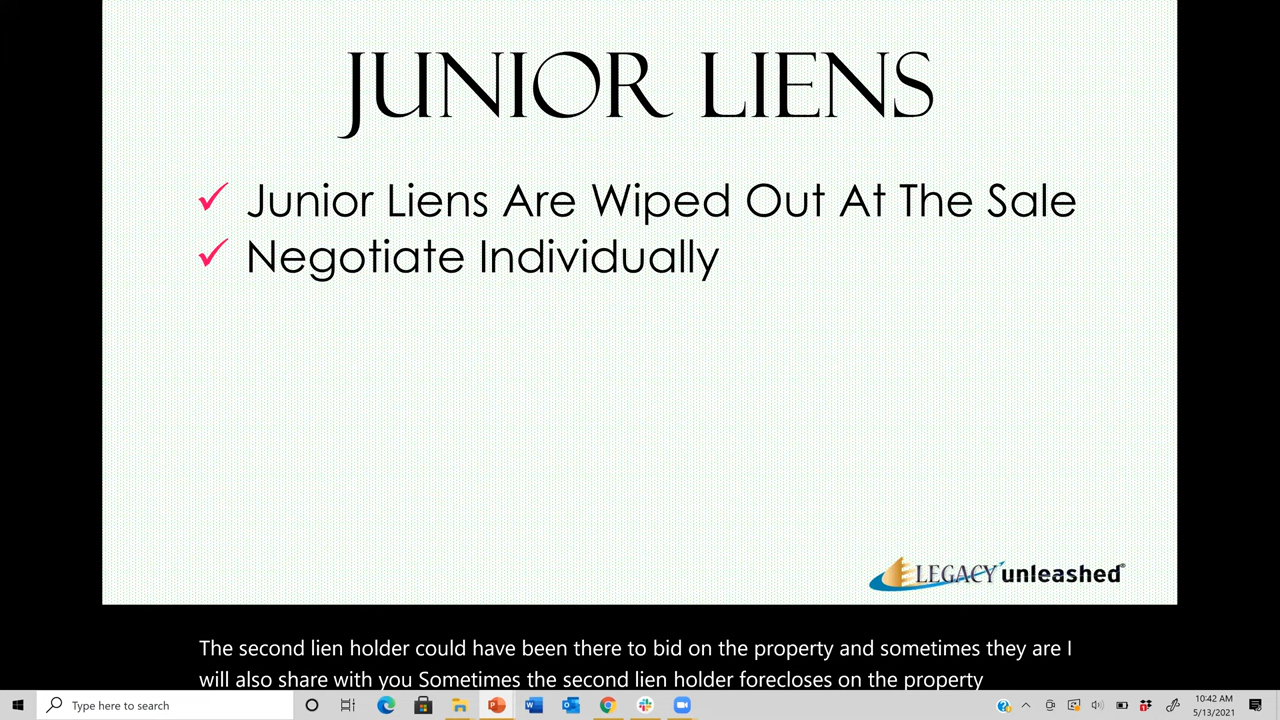 JUNIOR LIENS
Junior Liens Are Wiped Out At The Sale
Negotiate Individually
LEGACY unleashed®
The second lien holder could have been there to bid on the property and sometimes they are I
will also share with you Sometimes the second lien holder forecloses on the property
Type here to search
10:42 AM
5/13/2021